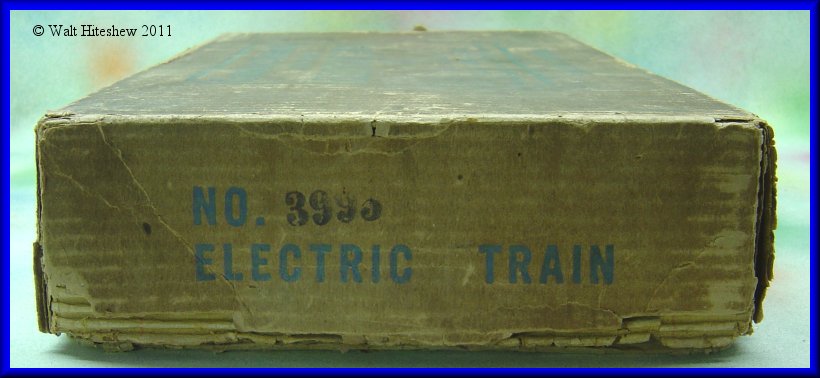 © Walt Hiteshew 2011
NO. 3995
ELECTRIC TRAIN